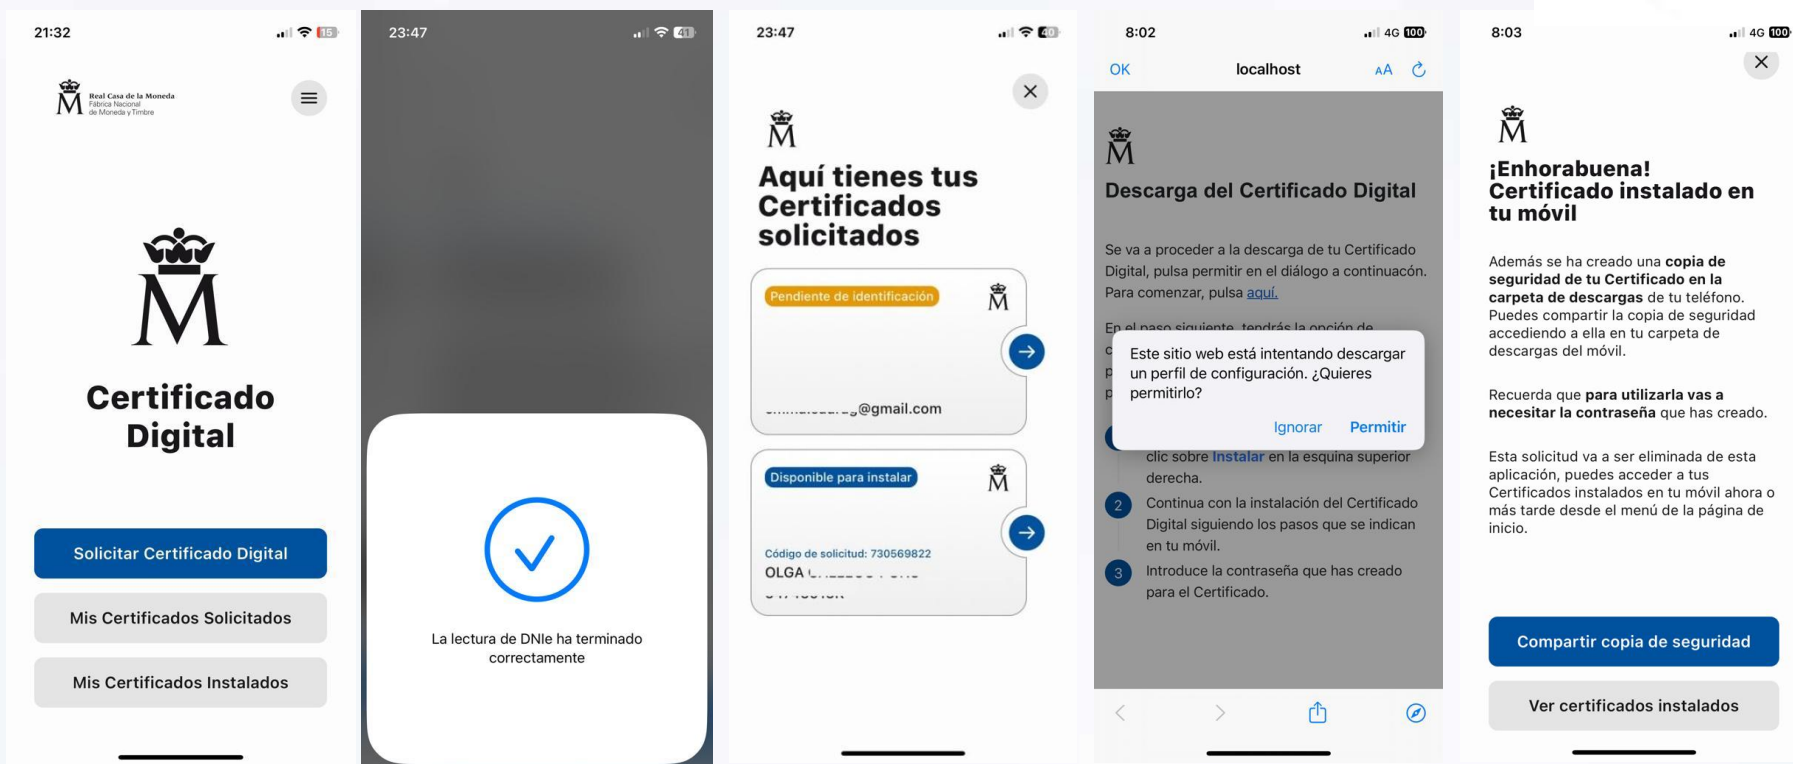 21:32
15
Real Casa de la Moneda
Fábrica Nacional
de Moneda y Timbre
Certificado
Digital
Solicitar Certificado Digital
Mis Certificados Solicitados
Mis Certificados Instalados
23:47
41
La lectura de DNIe ha terminado
correctamente
23:47
40
Aquí tienes tus
Certificados
solicitados
Pendiente de identificación
@gmail.com
Disponible para instalar
Código de solicitud: 730569822
OLGA
8:02
4G 100
OK
localhost
AA
Descarga del Certificado Digital
Se va a proceder a la descarga de tu Certificado
Digital, pulsa permitir en el diálogo a continuacón.
Para comenzar, pulsa aquí.
En el paso siguiente, tendrás la opción de
Este sitio web está intentando descargar
un perfil de configuración. ¿Quieres
permitirlo?
Ignorar
Permitir
clic sobre Instalar en la esquina superior
derecha.
2 Continua con la instalación del Certificado
Digital siguiendo los pasos que se indican
en tu móvil.
3 Introduce la contraseña que has creado
para el Certificado.
8:03
4G 100
¡Enhorabuena!
Certificado instalado en
tu móvil
Además se ha creado una copia de
seguridad de tu Certificado en la
carpeta de descargas de tu teléfono.
Puedes compartir la copia de seguridad
accediendo a ella en tu carpeta de
descargas del móvil.
Recuerda que para utilizarla vas a
necesitar la contraseña que has creado.
Esta solicitud va a ser eliminada de esta
aplicación, puedes acceder a tus
Certificados instalados en tu móvil ahora o
más tarde desde el menú de la página de
inicio.
Compartir copia de seguridad
Ver certificados instalados